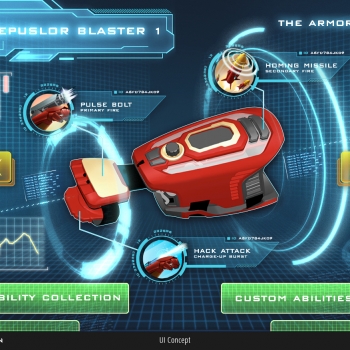 EPUSLOR BLASTER 1
THE ARMOR
HOMING MISSILE
SECONDARY FIRE
PULSE BOLT
PRIMARY FIRE
HACK ATTACK
CHARGE-UP BURST
BILITY COLLECTION
CUSTOM ABILITIES
UI Concept